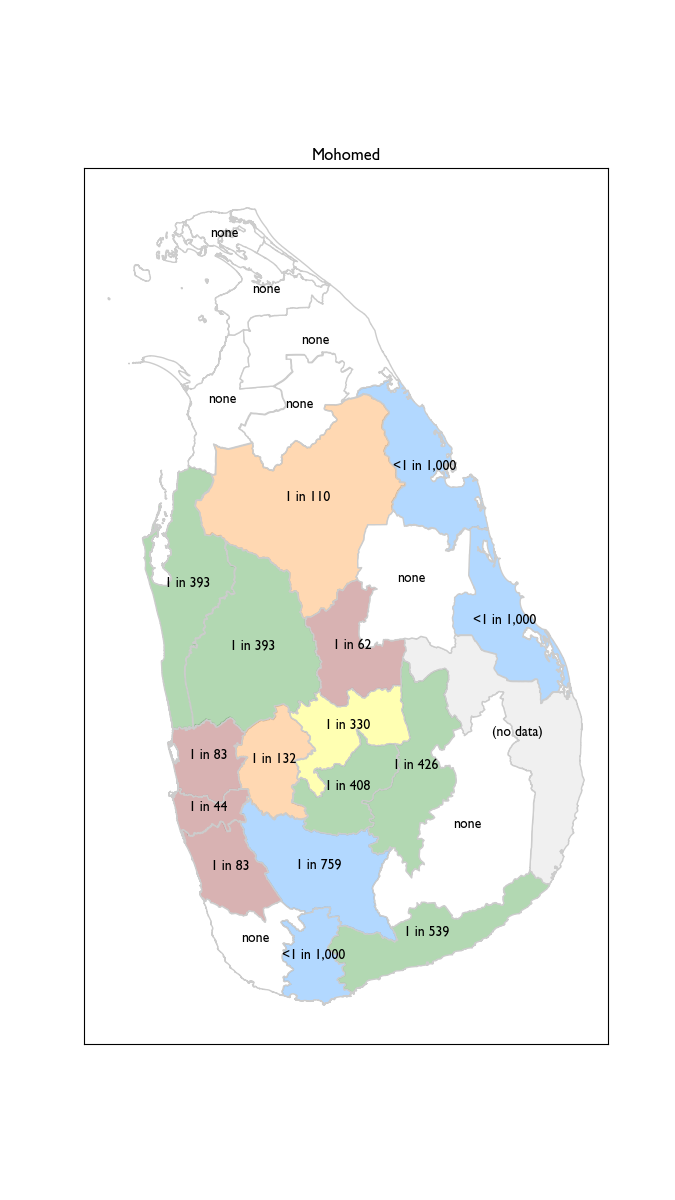 Mohomed
none
none
none
none
none
<1 in 1,000
1 in 110
none
1 in 393
<1 in 1,000
1 in 393
1 in 62
1 in 330
(no data)
1 in 83
1 in 132
1 in 426
1 in 408
1 in 44
none
1 in 759
1 in 83
1 in 539
none
<1 in 1,000